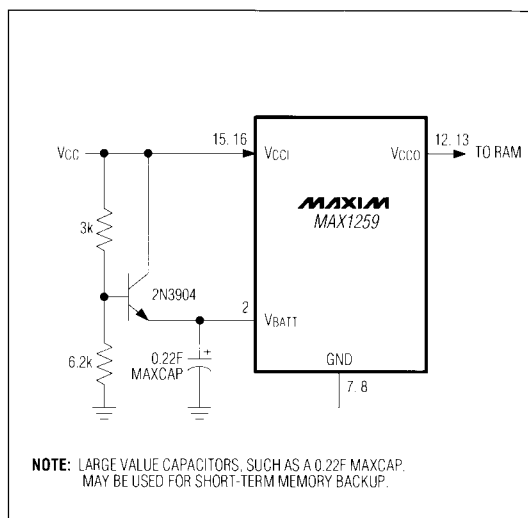 15, 16
12, 13
VCC
VCCI
VCCO
TO RAM
MAXIM
MAX1259
3k
2N3904
2
VBATT
6.2k
0.22F
MAXCAP
+
GND
7, 8
NOTE: LARGE VALUE CAPACITORS, SUCH AS A 0.22F MAXCAP.
MAY BE USED FOR SHORT-TERM MEMORY BACKUP.